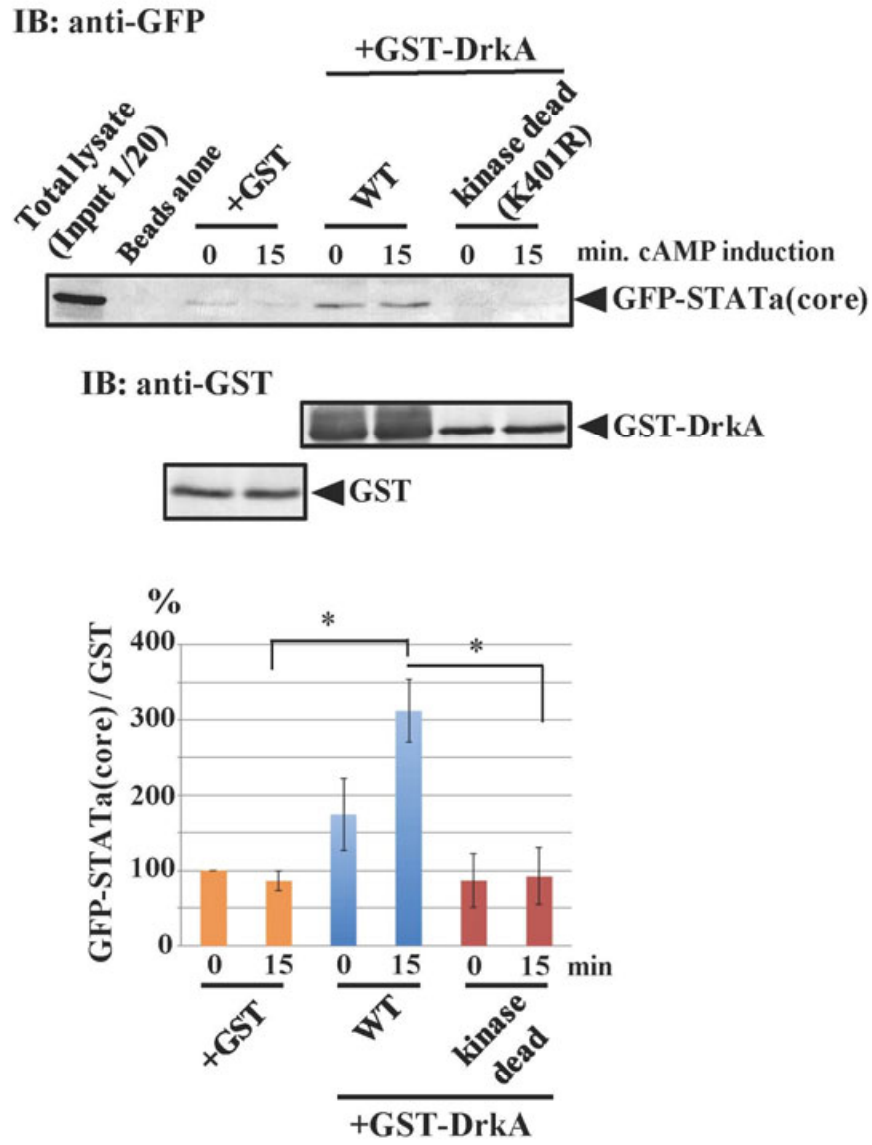 IB: anti-GFP
+GST-DrkA
Total lysate
(Input 1/20)
Beads alone
+GST
WT
kinase dead
(K401R)
0 15 0 15 0 15 min. cAMP induction
GFP-STATa(core)
IB: anti-GST
GST-DrkA
GST
%
* *
GFP-STATa(core) / GST
400
300
200
100
0
0 15 0 15 0 15 min
+GST
WT
kinase
dead
+GST-DrkA